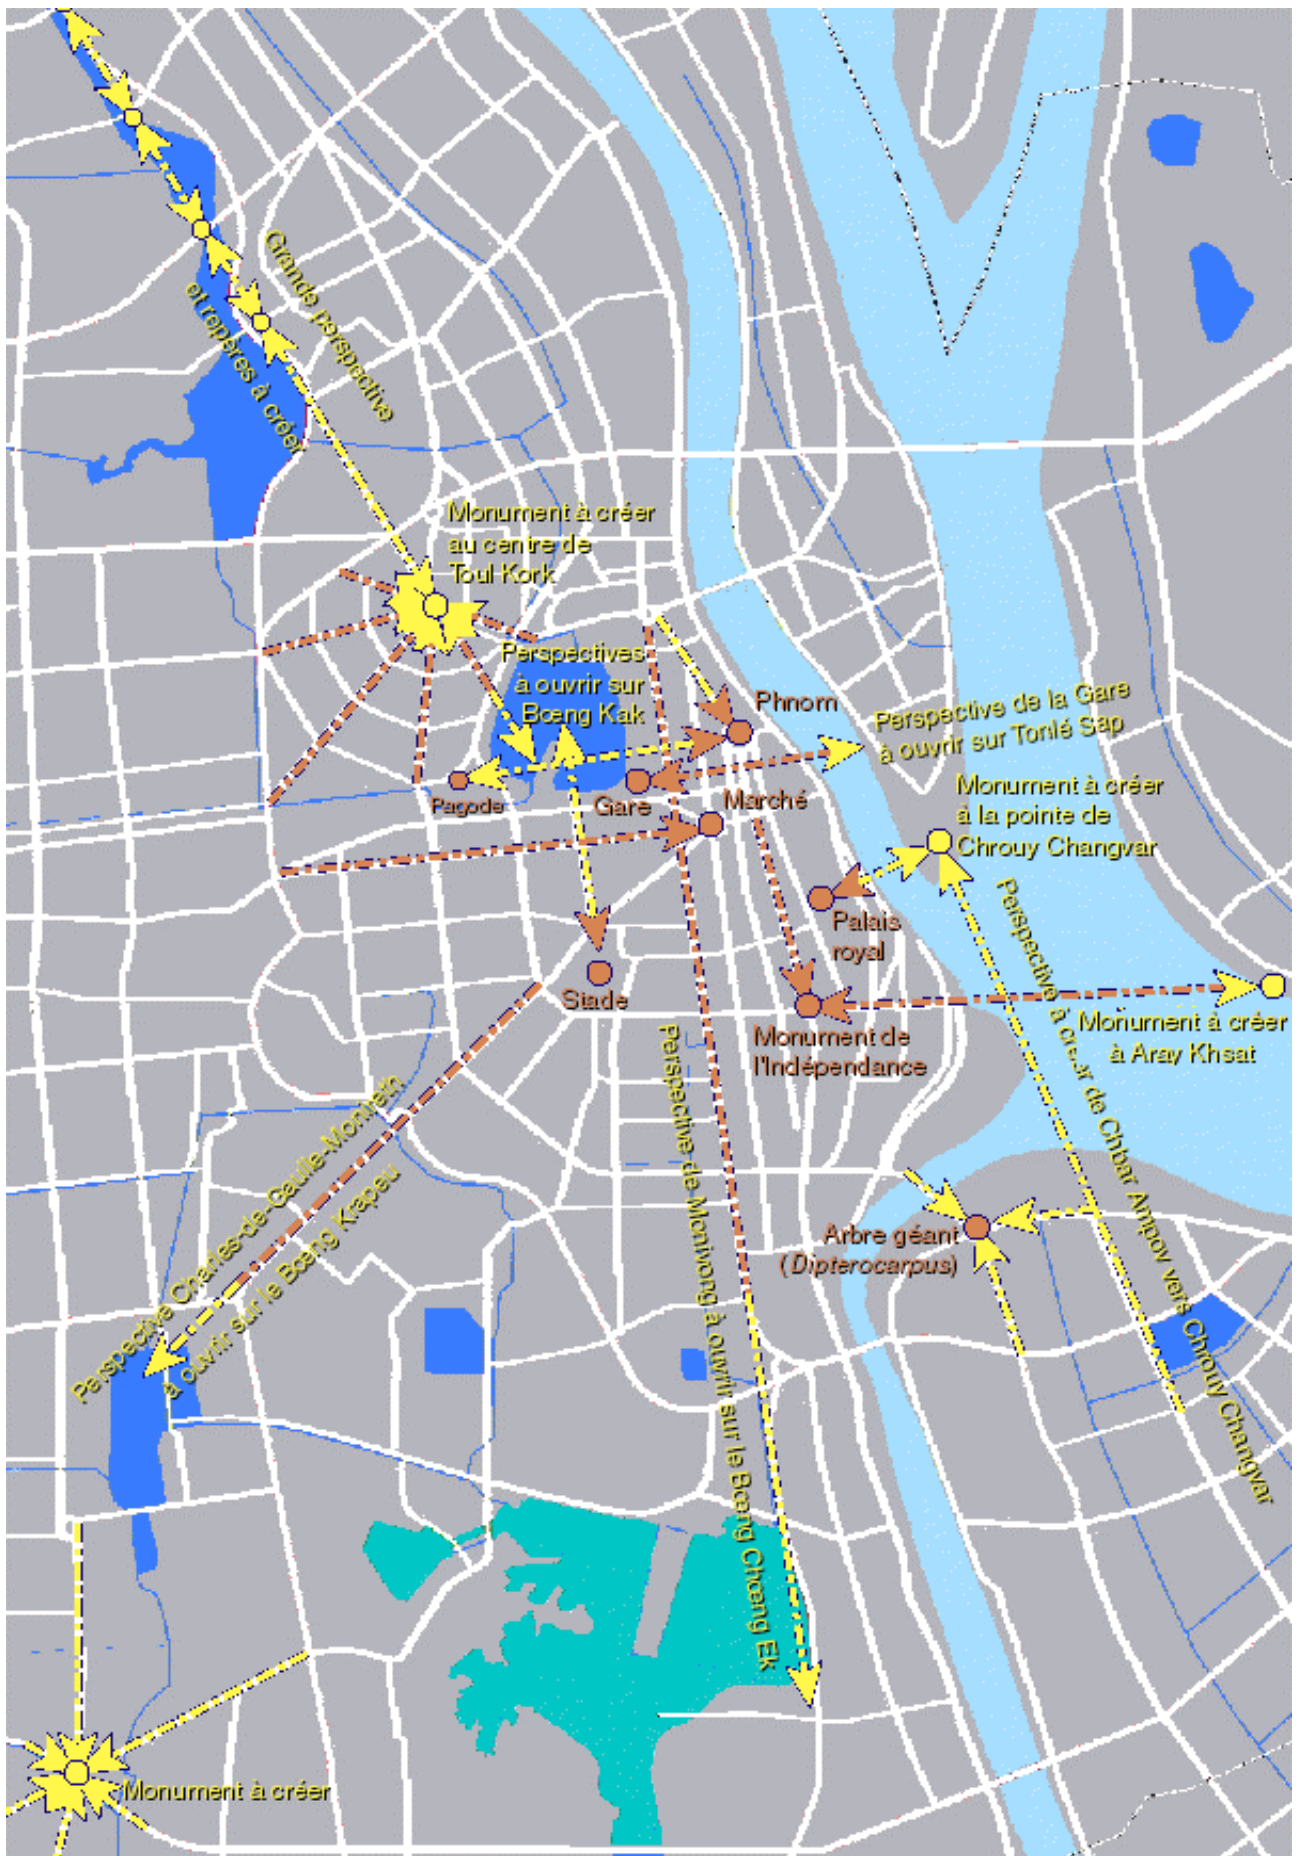 Grande perspective
et repères à créer
Monument à créer
au centre de
Toul Kork
Perspectives
à ouvrir sur
Bœng Kak
Phnom
Perspective de la Gare
à ouvrir sur Tonlé Sap
Pagode
Gare
Marché
Monument à créer
à la pointe de
Chrouy Changvar
Palais
royal
Stade
Monument de
l'Indépendance
Monument à créer
à Aray Khsat
Perspective à créer de Chbar Ampov vers Chrouy Changvar
Perspective Charles-de-Gaulle-Monireth
à ouvrir sur le Bœng Krapeu
Perspective de Monivong à ouvrir sur le Bœng Chœng Ek
Arbre géant
(Dipterocarpus)
Monument à créer